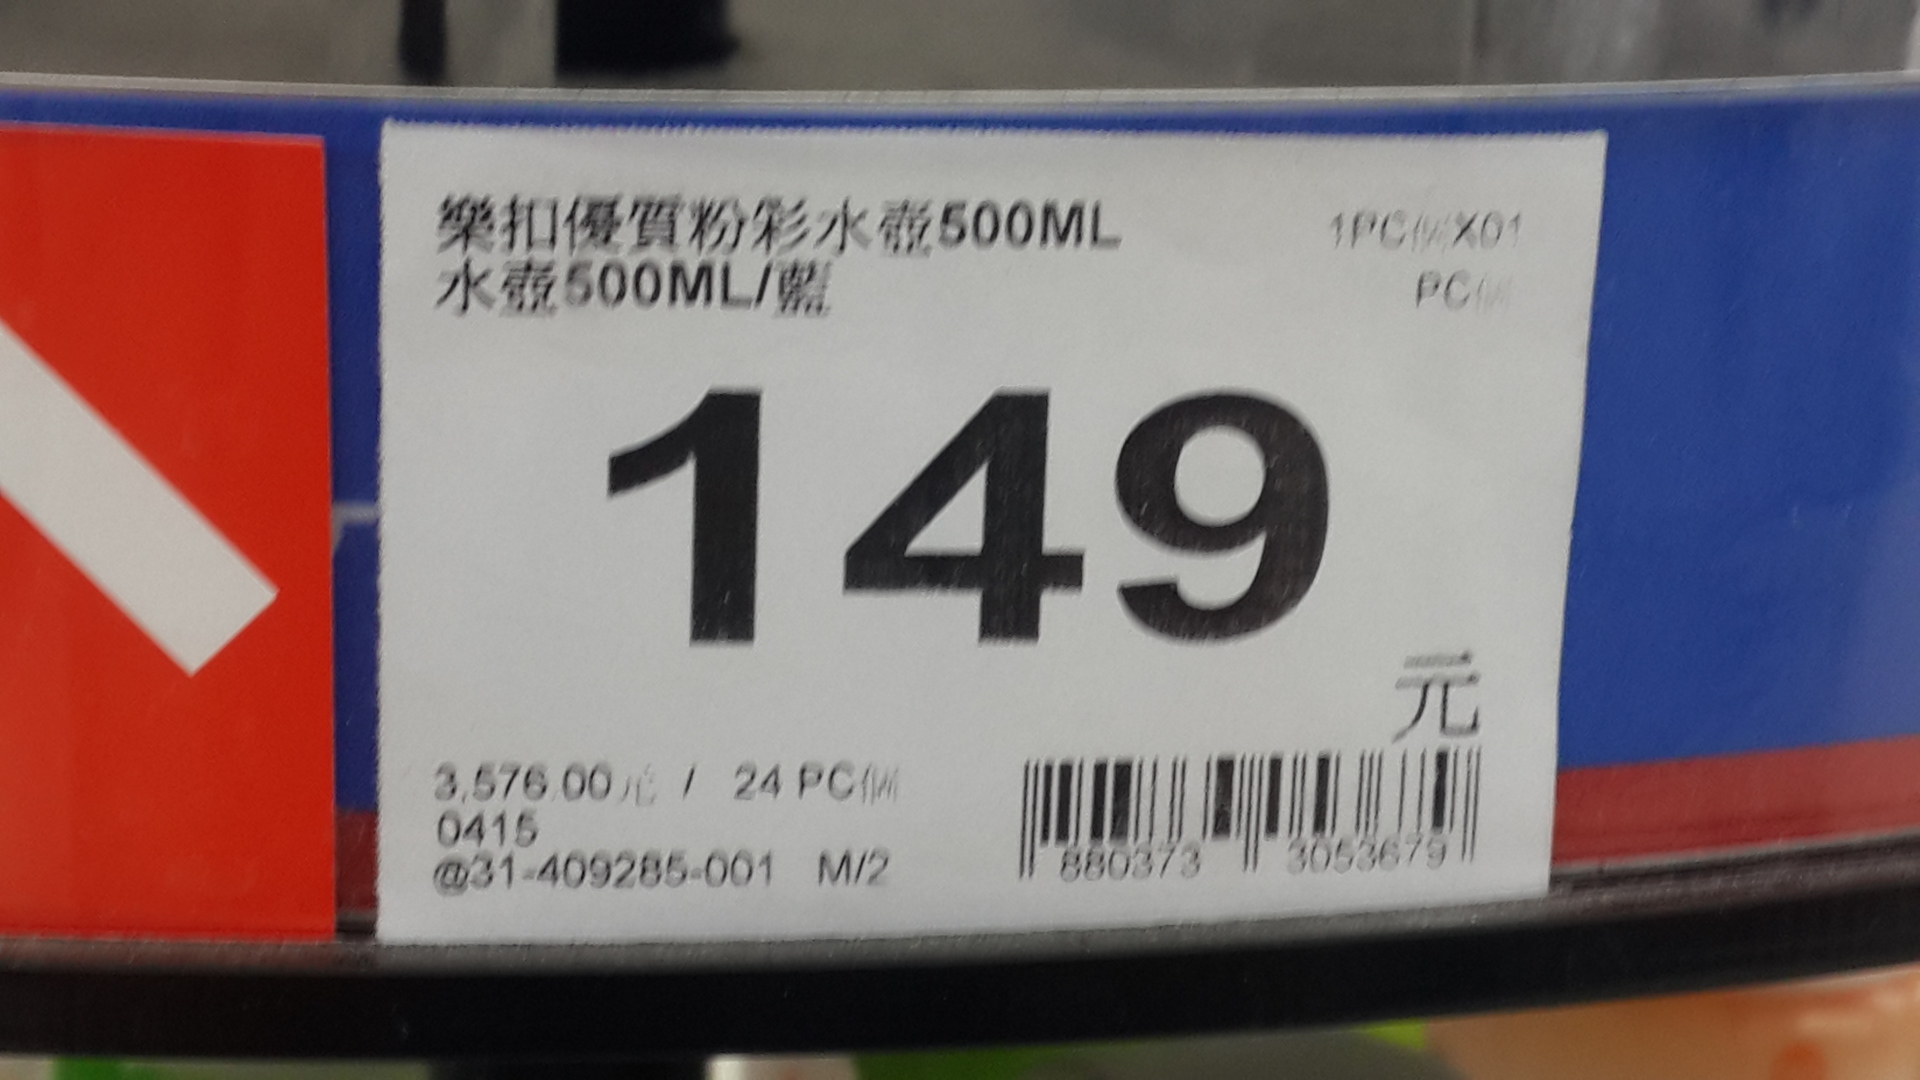 樂扣優質粉彩水壺500ML
水壺500ML/藍
1PC個X01
PC個
149
元
3,576.00元 / 24 PC個
0415
@31-409285-001 M/2
880373 3053679